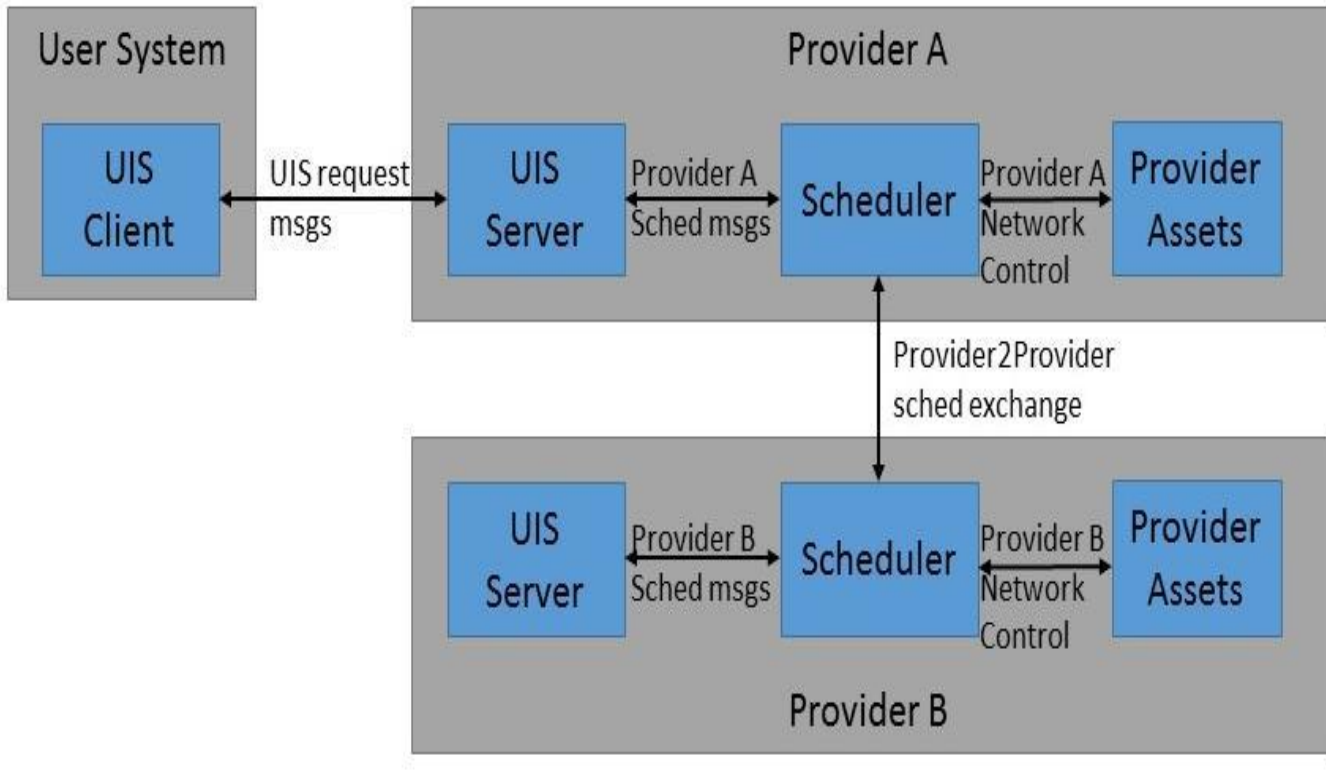 User System
UIS
Client
UIS request
msgs
Provider A
UIS
Server
Provider A
Sched msgs
Scheduler
Provider A
Network
Control
Provider
Assets
Provider2Provider
sched exchange
UIS
Server
Provider B
Sched msgs
Scheduler
Provider B
Network
Control
Provider
Assets
Provider B